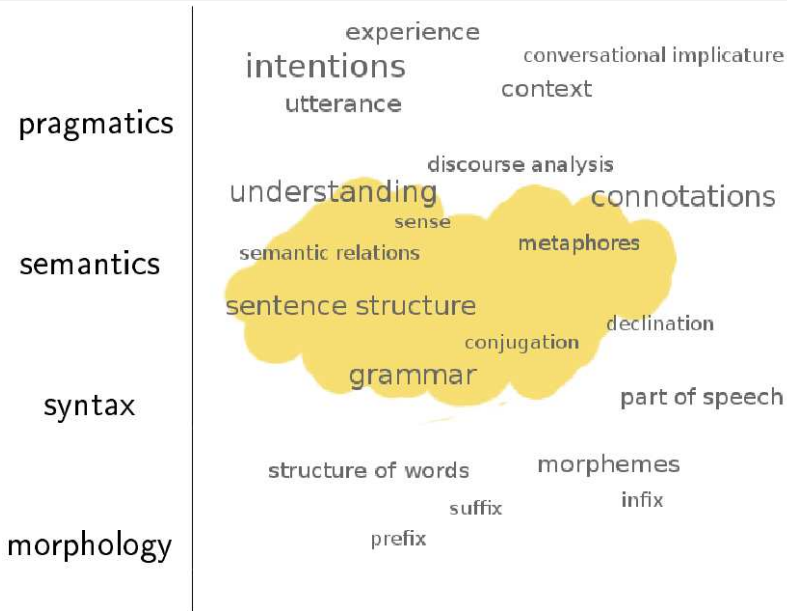 experience
conversational implicature
intentions
context
utterance
pragmatics
discourse analysis
understanding
connotations
sense
metaphores
semantic relations
semantics
sentence structure
declination
conjugation
grammar
part of speech
syntax
structure of words
morphemes
infix
suffix
prefix
morphology